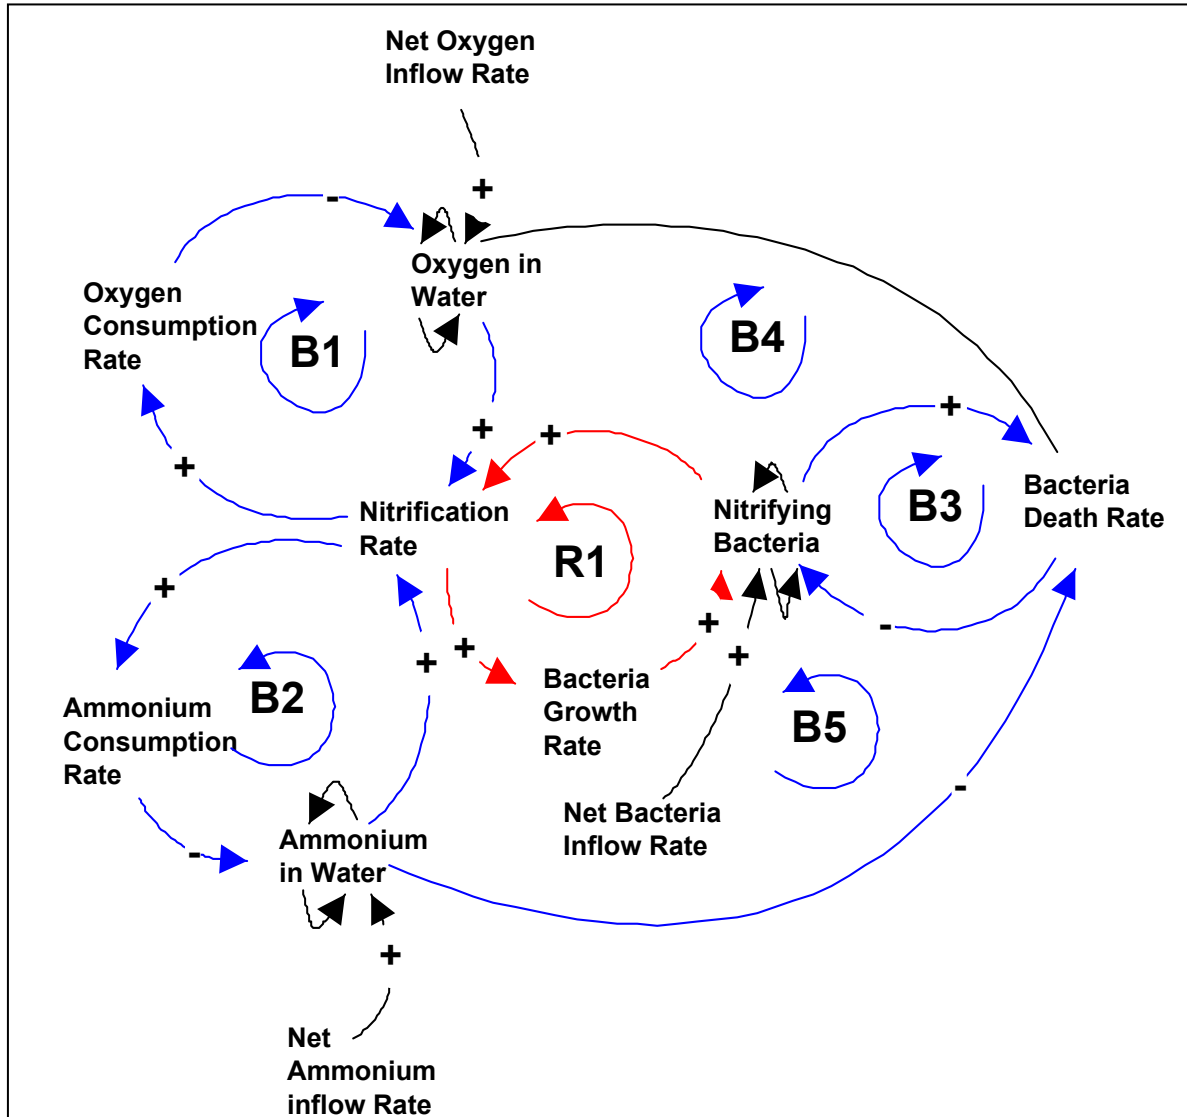 Net Oxygen
Inflow Rate
+
-
Oxygen in
Water
Oxygen
Consumption
Rate
B1
B4
+
+
+
+
Nitrification
Rate
R1
Nitrifying
Bacteria
B3
Bacteria
Death Rate
+
+
+
-
+
+
Ammonium
Consumption
Rate
B2
Bacteria
Growth
Rate
B5
-
Net Bacteria
Inflow Rate
-
Ammonium
in Water
+
Net
Ammonium
inflow Rate